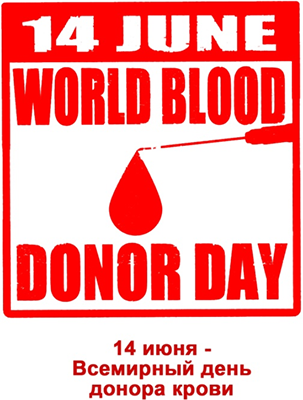 14 JUNE
WORLD BLOOD
DONOR DAY
14 июня -
Всемирный день
донора крови